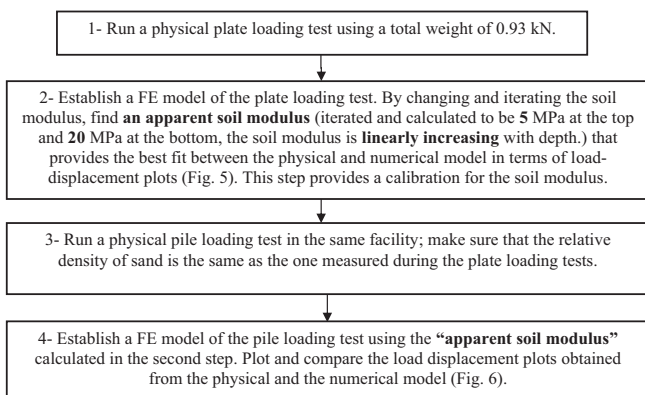 1- Run a physical plate loading test using a total weight of 0.93 kN.
2- Establish a FE model of the plate loading test. By changing and iterating the soil
modulus, find an apparent soil modulus (iterated and calculated to be 5 MPa at the top
and 20 MPa at the bottom, the soil modulus is linearly increasing with depth.) that
provides the best fit between the physical and numerical model in terms of load-
displacement plots (Fig. 5). This step provides a calibration for the soil modulus.
3- Run a physical pile loading test in the same facility; make sure that the relative
density of sand is the same as the one measured during the plate loading tests.
4- Establish a FE model of the pile loading test using the “apparent soil modulus”
calculated in the second step. Plot and compare the load displacement plots obtained
from the physical and the numerical model (Fig. 6).